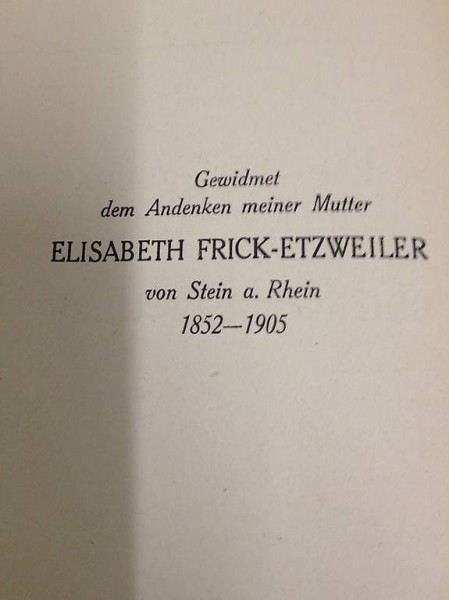 Gewidmet
dem Andenken meiner Mutter
ELISABETH FRICK-ETZWEILER
von Stein a. Rhein
1852—1905